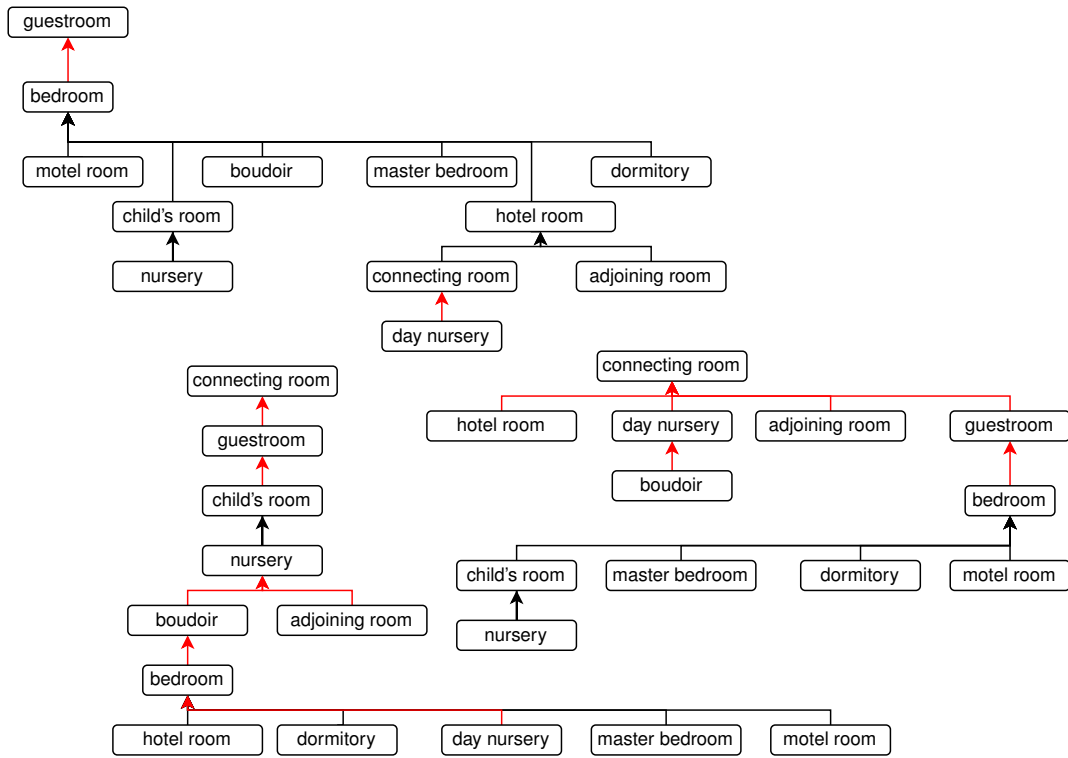 guestroom
bedroom
motel room
boudoir
master bedroom
dormitory
child's room
hotel room
nursery
connecting room
adjoining room
day nursery
connecting room
guestroom
child's room
nursery
boudoir
adjoining room
bedroom
hotel room
dormitory
day nursery
master bedroom
motel room
connecting room
hotel room
day nursery
adjoining room
guestroom
boudoir
bedroom
child's room
master bedroom
dormitory
motel room
nursery